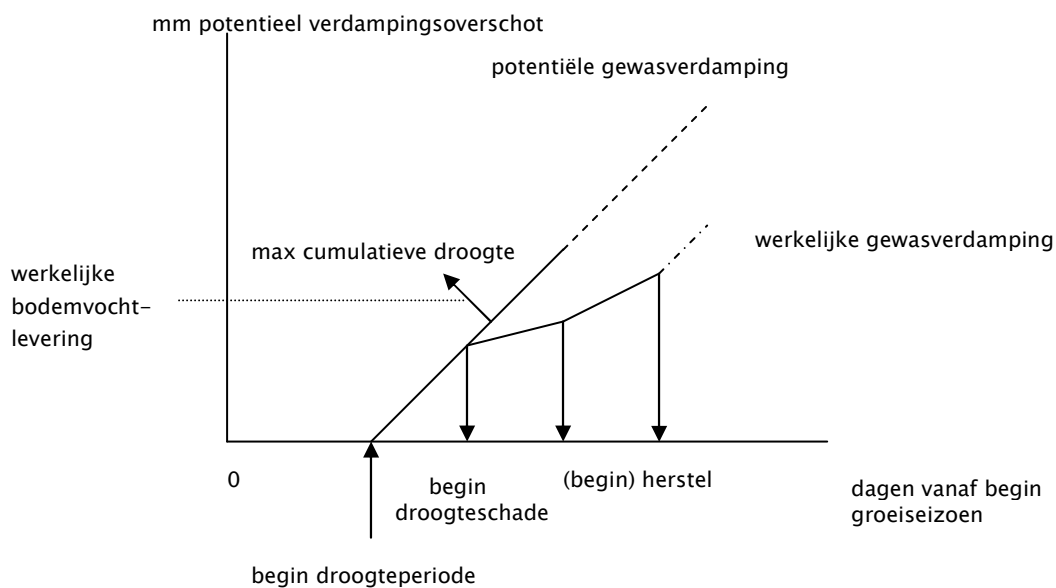 mm potentieel verdampingsoverschot
potentiële gewasverdamping
werkelijke gewasverdamping
max cumulatieve droogte
werkelijke
bodemvocht-
levering
0
begin
droogteschade
(begin) herstel
dagen vanaf begin
groeiseizoen
begin droogteperiode